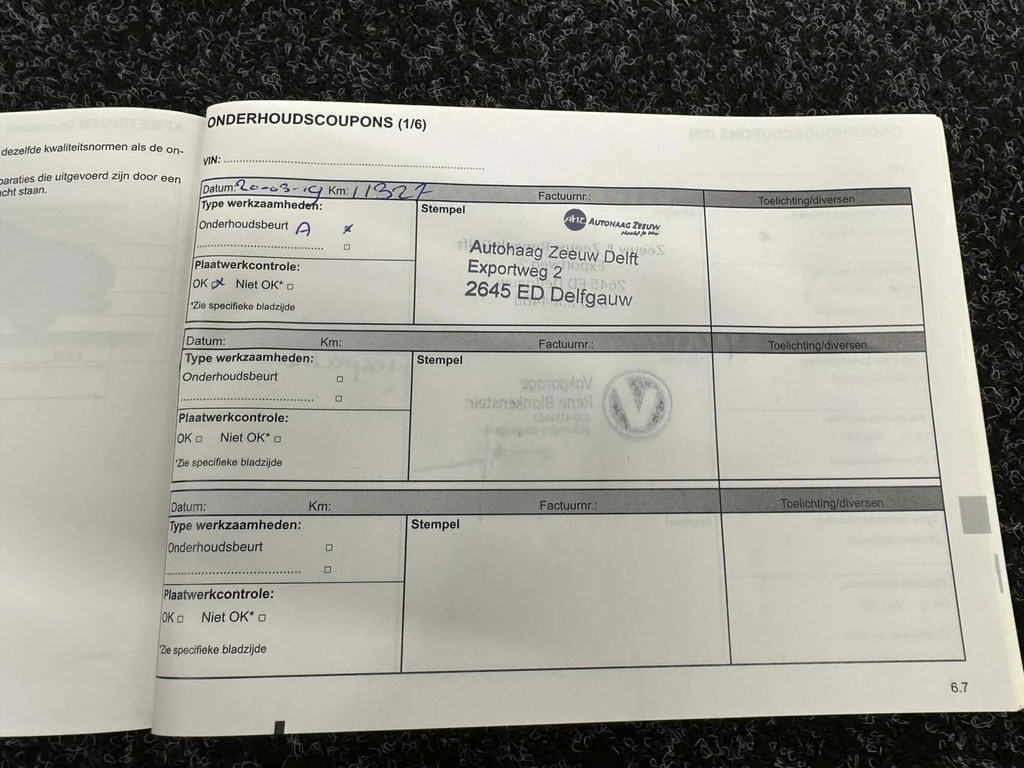 dezelfde kwaliteitsnormen als de on-
paraties die uitgevoerd zijn door een
acht staan.
ONDERHOUDSCOUPONS (1/6)
VIN:
Datum: 20-03-19 Km: 11327 Factuurnr.: Toelichting/diversen
Type werkzaamheden:
Onderhoudsbeurt A
Stempel
AHZ AUTOHAAG ZEEUW
Autohaag Zeeuw Delft
Exportweg 2
2645 ED Delfgauw
Plaatwerkcontrole:
OK Niet OK*
*Zie specifieke bladzijde
Datum: Km: Factuurnr.: Toelichting/diversen
Type werkzaamheden:
Onderhoudsbeurt
Stempel
Plaatwerkcontrole:
OK Niet OK*
*Zie specifieke bladzijde
Datum: Km: Factuurnr.: Toelichting/diversen
Type werkzaamheden:
Onderhoudsbeurt
Stempel
Plaatwerkcontrole:
OK Niet OK*
*Zie specifieke bladzijde
6.7